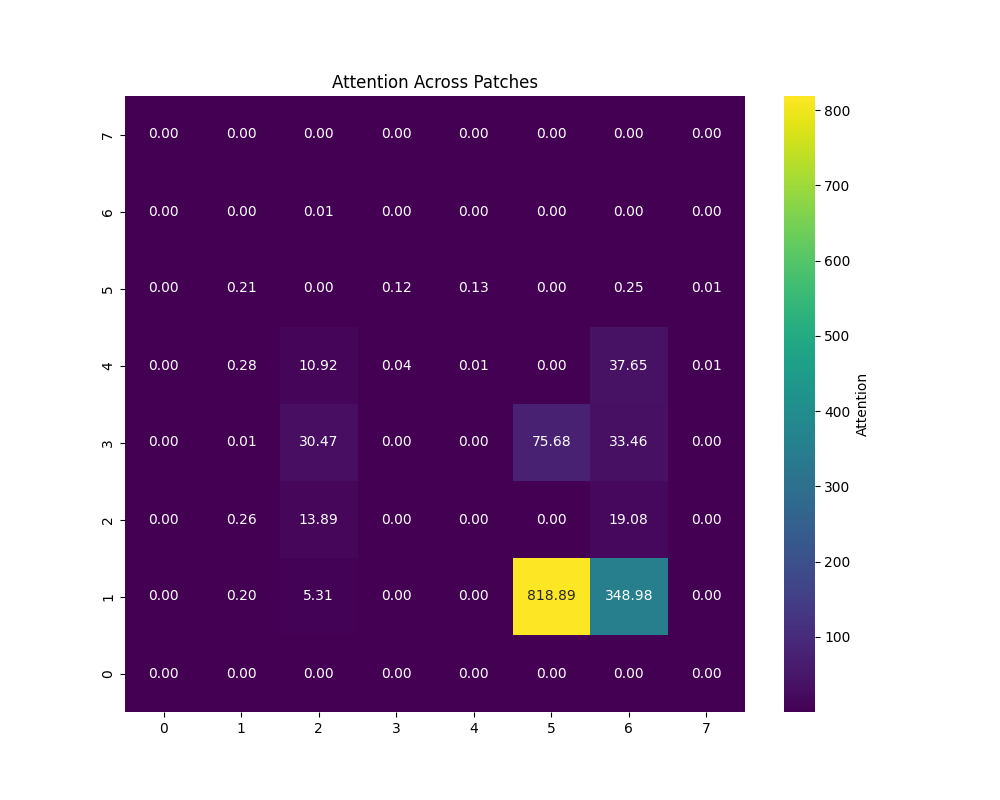 Attention Across Patches
7 0.00 0.00 0.00 0.00 0.00 0.00 0.00 0.00
6 0.00 0.00 0.01 0.00 0.00 0.00 0.00 0.00
5 0.00 0.21 0.00 0.12 0.13 0.00 0.25 0.01
4 0.00 0.28 10.92 0.04 0.01 0.00 37.65 0.01
3 0.00 0.01 30.47 0.00 0.00 75.68 33.46 0.00
2 0.00 0.26 13.89 0.00 0.00 0.00 19.08 0.00
1 0.00 0.20 5.31 0.00 0.00 818.89 348.98 0.00
0 0.00 0.00 0.00 0.00 0.00 0.00 0.00 0.00
0 1 2 3 4 5 6 7
800
700
600
500
400
300
200
100
Attention